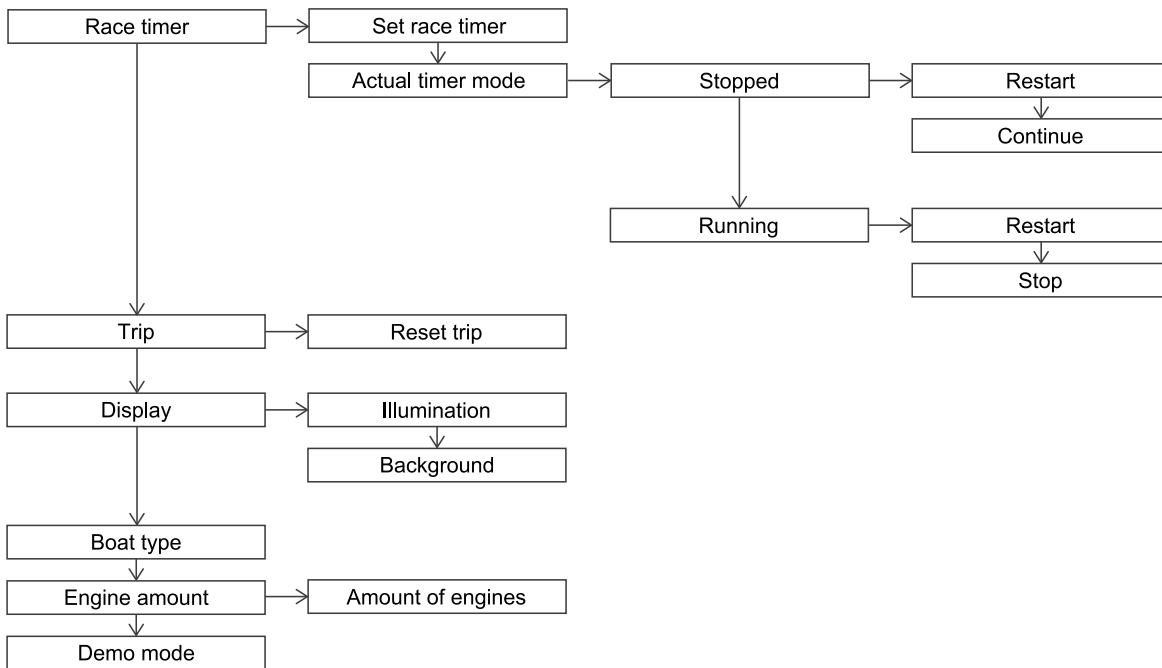 Race timer
Set race timer
Actual timer mode
Stopped
Restart
Continue
Running
Restart
Stop
Trip
Reset trip
Display
Illumination
Background
Boat type
Engine amount
Amount of engines
Demo mode